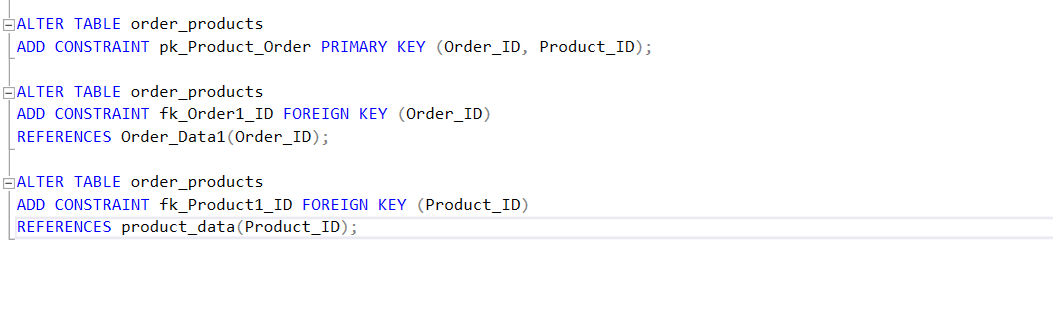 ALTER TABLE order_products
ADD CONSTRAINT pk_Product_Order PRIMARY KEY (Order_ID, Product_ID);
ALTER TABLE order_products
ADD CONSTRAINT fk_Order1_ID FOREIGN KEY (Order_ID)
REFERENCES Order_Data1(Order_ID);
ALTER TABLE order_products
ADD CONSTRAINT fk_Product1_ID FOREIGN KEY (Product_ID)
REFERENCES product_data(Product_ID);